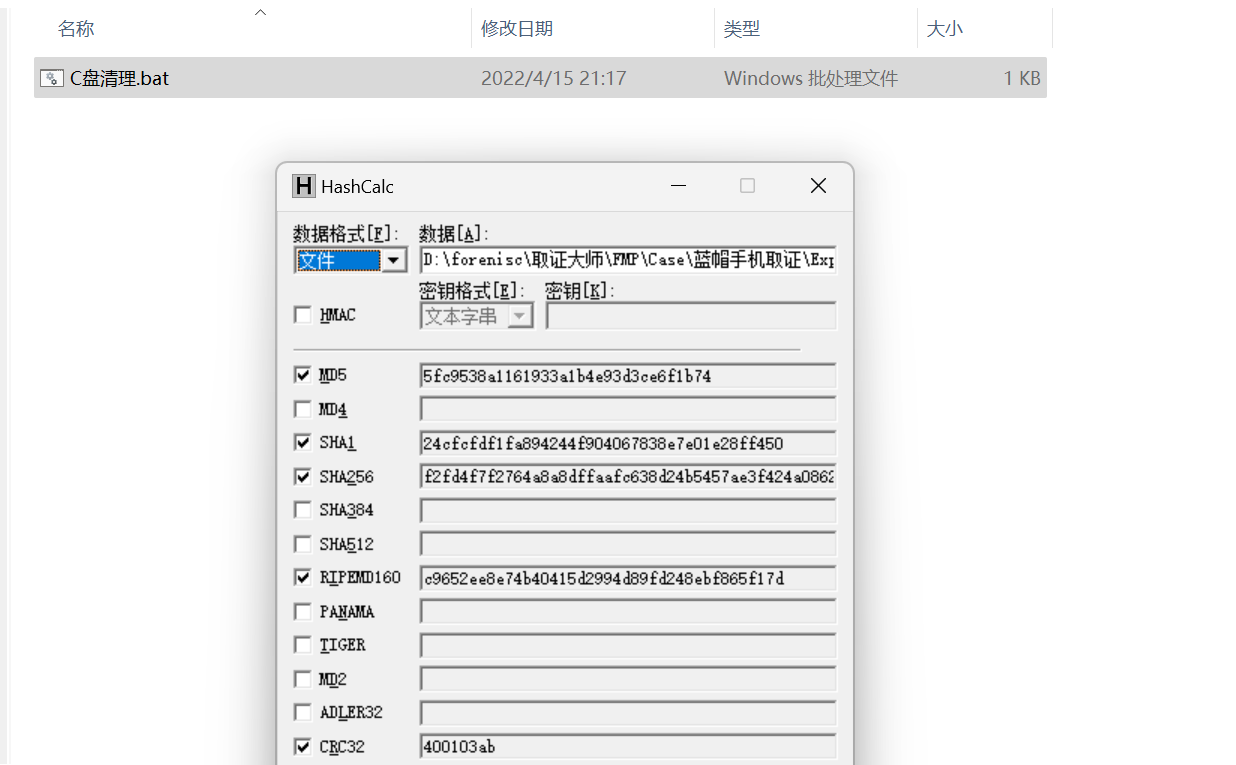 名称 修改日期 类型 大小
C盘清理.bat 2022/4/15 21:17 Windows 批处理文件 1 KB
HashCalc
数据格式[F]: 数据[A]:
文件 D:\forenisc\取证大师\FMP\Case\蓝帽手机取证\Exp
密钥格式[E]: 密钥[K]:
HMAC 文本字串
MD5 5fc9538a1161933a1b4e93d3ce6f1b74
MD4
SHA1 24cfcfdf1fa894244f904067838e7e01e28ff450
SHA256 f2fd4f7f2764a8a8dffaafc638d24b5457ae3f424a0862
SHA384
SHA512
RIPEMD160 c9652ee8e74b40415d2994d89fd248ebf865f17d
PANAMA
TIGER
MD2
ADLER32
CRC32 400103ab